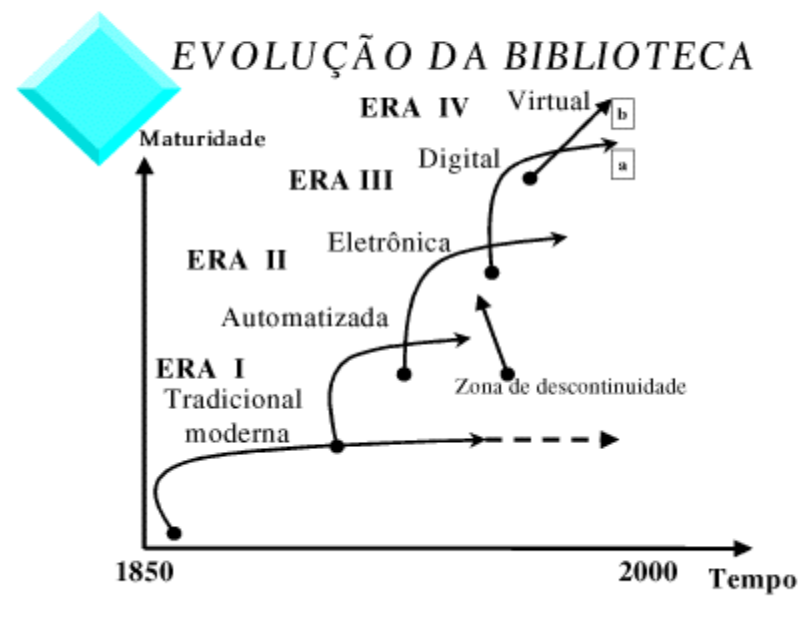 EVOLUÇÃO DA BIBLIOTECA
ERA IV
Virtual
b
Maturidade
Digital
a
ERA III
Eletrônica
ERA II
Automatizada
ERA I
Zona de descontinuidade
Tradicional
moderna
1850
2000
Tempo